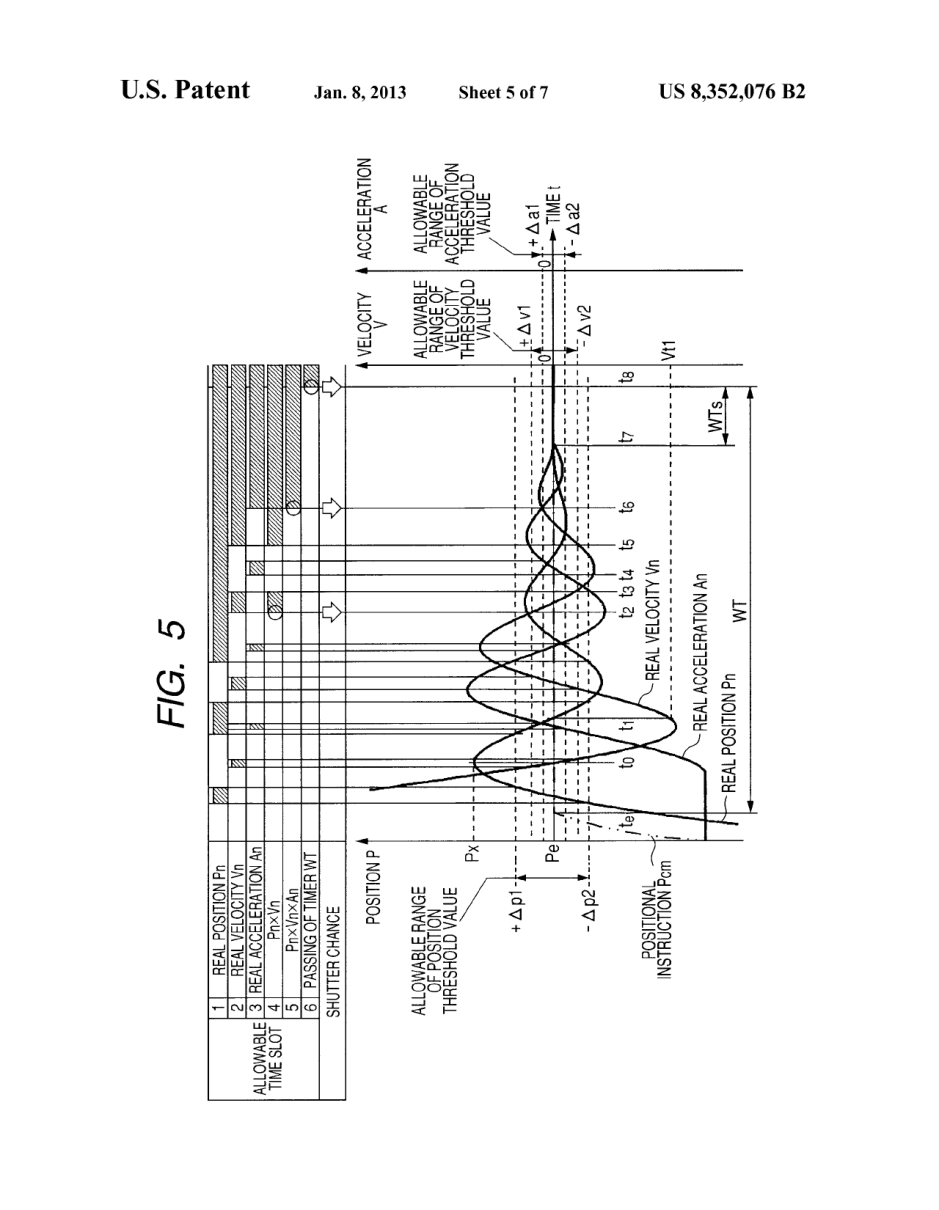 U.S. Patent Jan. 8, 2013 Sheet 5 of 7 US 8,352,076 B2
FIG. 5
ALLOWABLE
TIME SLOT
1 REAL POSITION Pn
2 REAL VELOCITY Vn
3 REAL ACCELERATION An
4 Pn×Vn
5 Pn×Vn×An
6 PASSING OF TIMER WT
SHUTTER CHANCE
POSITION P
VELOCITY
V
ACCELERATION
A
ALLOWABLE RANGE
OF POSITION
THRESHOLD VALUE
Px
+Δp1
Pe
-Δp2
ALLOWABLE
RANGE OF
VELOCITY
THRESHOLD
VALUE
+Δv1
0
-Δv2
Vt1
ALLOWABLE
RANGE OF
ACCELERATION
THRESHOLD
VALUE
+Δa1
0
TIME t
-Δa2
te
t0
t1
t2
t3
t4
t5
t6
t7
t8
REAL VELOCITY Vn
REAL ACCELERATION An
REAL POSITION Pn
POSITIONAL
INSTRUCTION Pcm
WTs
WT